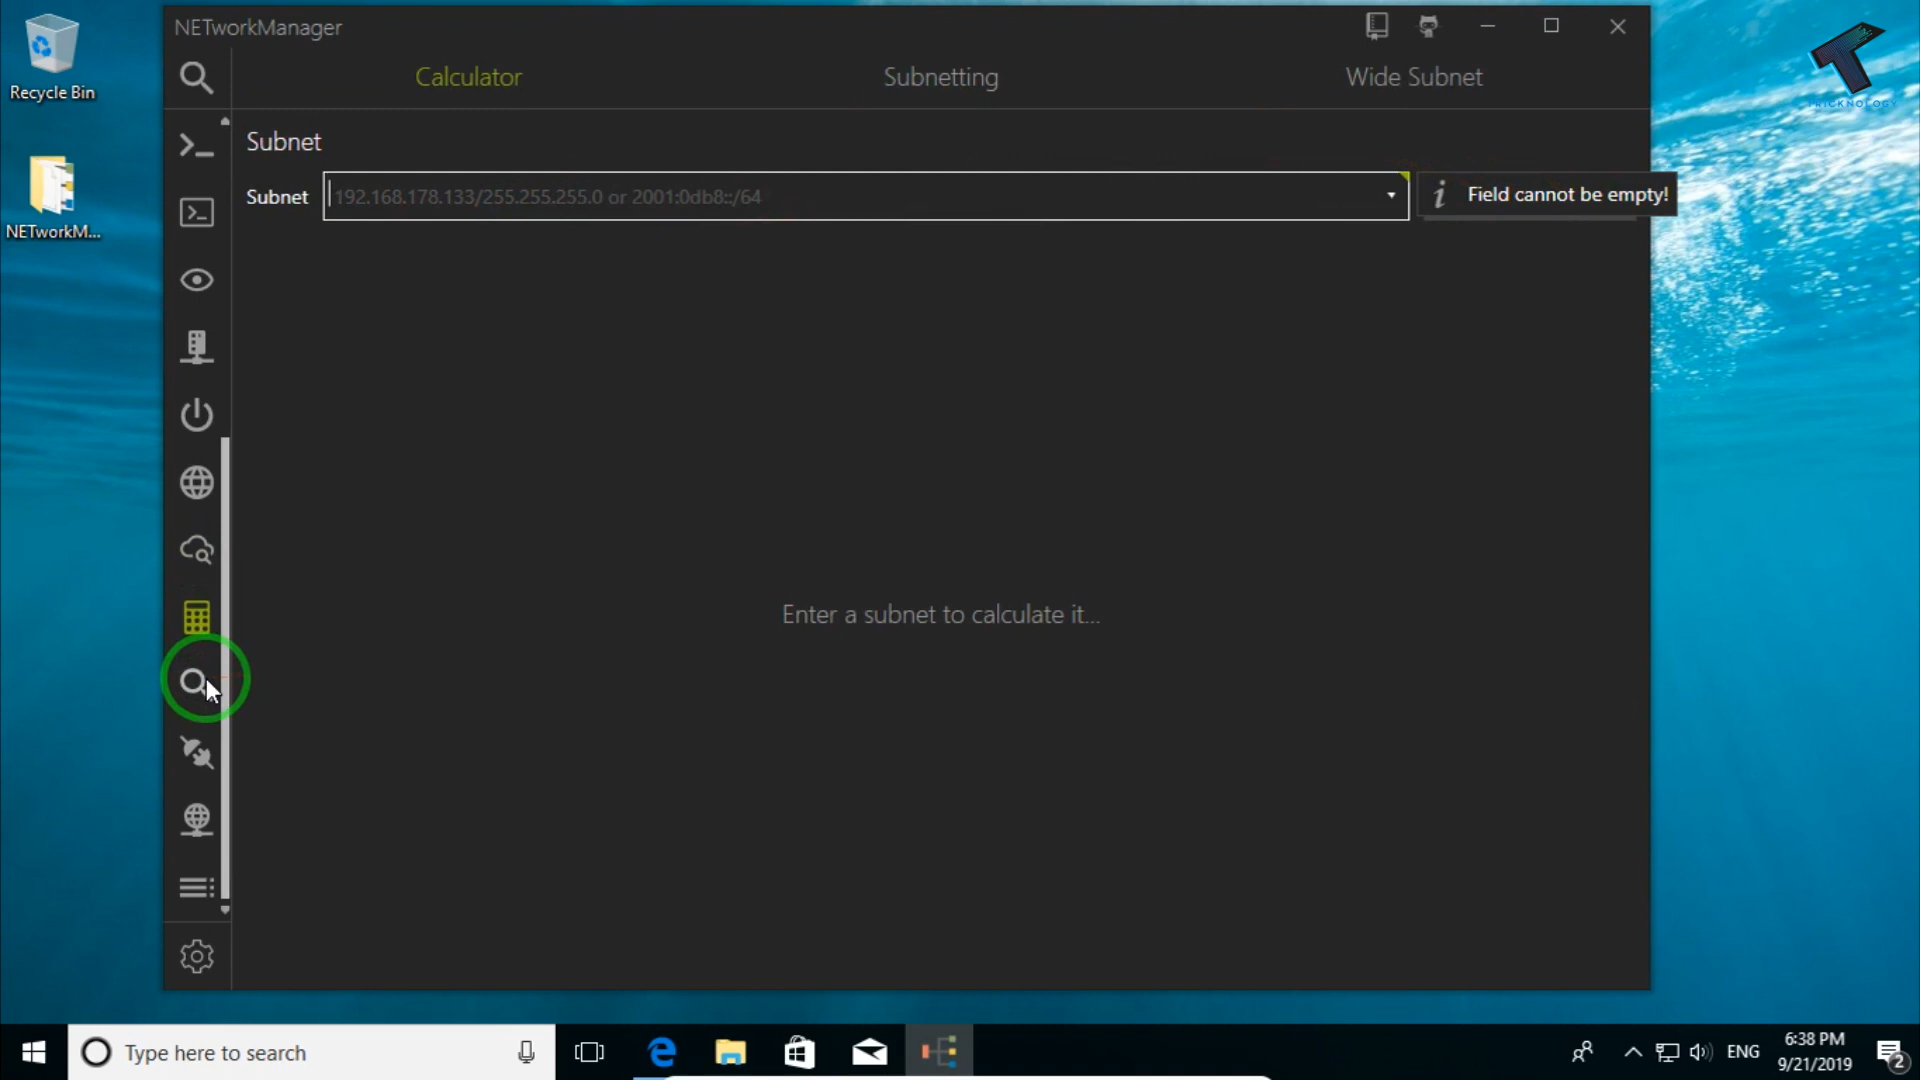 Recycle Bin
NETworkM...
NETworkManager
Calculator
Subnetting
Wide Subnet
Subnet
Subnet
192.168.178.133/255.255.255.0 or 2001:0db8::/64
Field cannot be empty!
Enter a subnet to calculate it...
TRICKNOLOGY
Type here to search
ENG
6:38 PM
9/21/2019
2